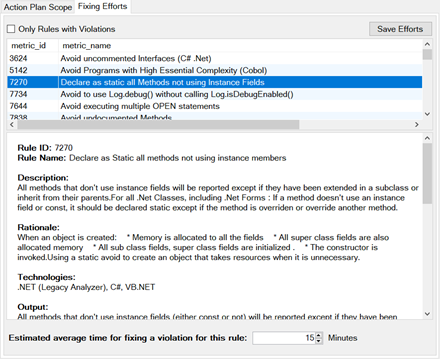 Action Plan Scope Fixing Efforts
Only Rules with Violations Save Efforts
metric_id metric_name
3624 Avoid uncommented Interfaces (C# .Net)
5142 Avoid Programs with High Essential Complexity (Cobol)
7270 Declare as static all Methods not using Instance Fields
7734 Avoid to use Log.debug() without calling Log.isDebugEnabled()
7644 Avoid executing multiple OPEN statements
7838 Avoid undocumented Methods
Rule ID: 7270
Rule Name: Declare as Static all methods not using instance members
Description:
All methods that don't use instance fields will be reported except if they have been extended in a subclass or
inherit from their parents.For all .Net Classes, including .Net Forms : If a method doesn't use an instance
field or const, it should be declared static except if the method is overriden or override another method.
Rationale:
When an object is created: * Memory is allocated to all the fields * All super class fields are also
allocated memory * All sub class fields, super class fields are initialized . * The constructor is
invoked.Using a static avoid to create an object that takes resources when it is unnecessary.
Technologies:
.NET (Legacy Analyzer), C#, VB.NET
Output:
All methods that don't use instance fields (either const or not) will be reported except if they have been
Estimated average time for fixing a violation for this rule: 15 Minutes